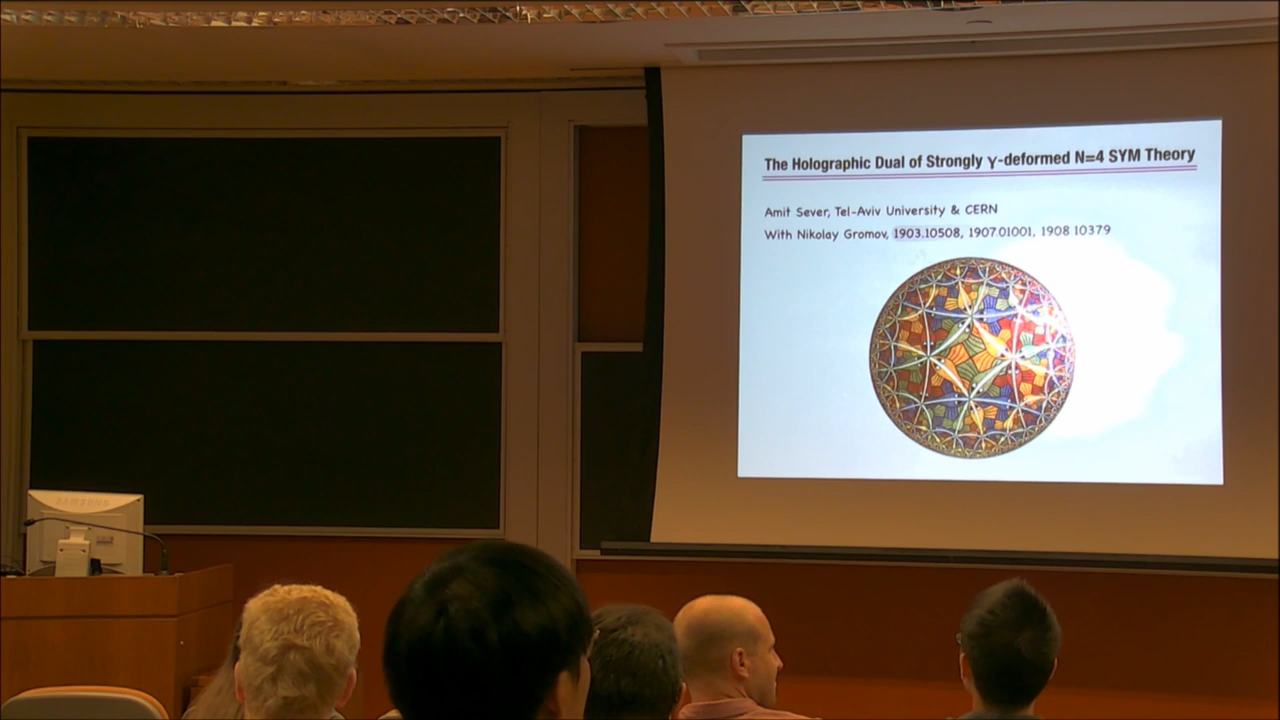 The Holographic Dual of Strongly γ-deformed N=4 SYM Theory
Amit Sever, Tel-Aviv University & CERN
With Nikolay Gromov, 1903.10508, 1907.01001, 1908.10379
SAMSUNG